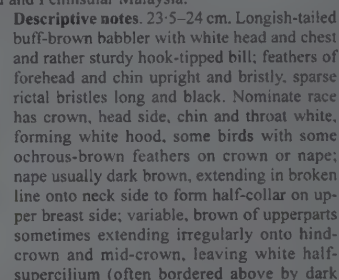 and Peninsular Malaysia.
Descriptive notes. 23·5–24 cm. Longish-tailed
buff-brown babbler with white head and chest
and rather sturdy hook-tipped bill; feathers of
forehead and chin upright and bristly, sparse
rictal bristles long and black. Nominate race
has crown, head side, chin and throat white,
forming white hood, some birds with some
ochrous-brown feathers on crown or nape;
nape usually dark brown, extending in broken
line onto neck side to form half-collar on up-
per breast side; variable, brown of upperparts
sometimes extending irregularly onto hind-
crown and mid-crown, leaving white half-
supercilium (often bordered above by dark